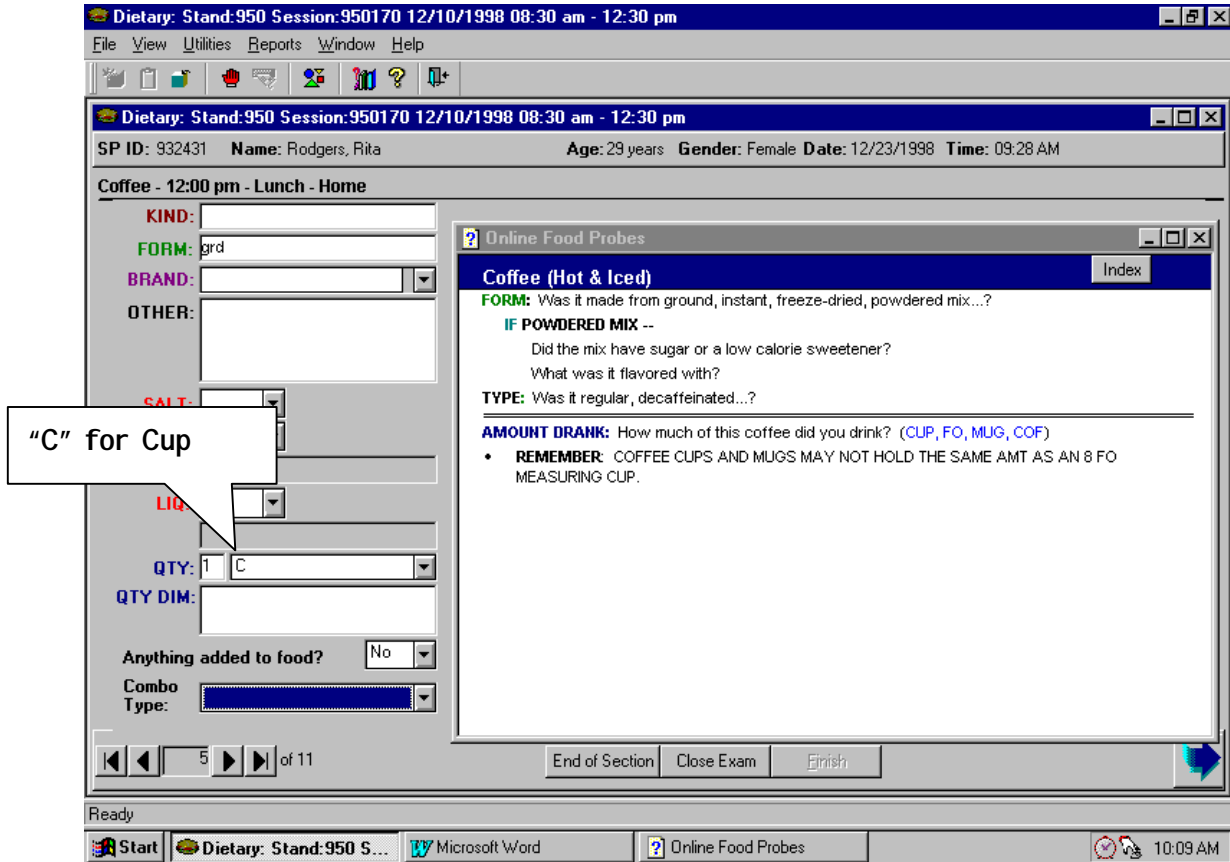 Dietary: Stand:950 Session:950170 12/10/1998 08:30 am - 12:30 pm
File View Utilities Reports Window Help
Dietary: Stand:950 Session:950170 12/10/1998 08:30 am - 12:30 pm
SP ID: 932431 Name: Rodgers, Rita Age: 29 years Gender: Female Date: 12/23/1998 Time: 09:28 AM
Coffee - 12:00 pm - Lunch - Home
KIND:
FORM: grd
BRAND:
OTHER:
SALT:
"C" for Cup
LIQ:
QTY: 1 C
QTY DIM:
Anything added to food? No
Combo
Type:
Online Food Probes
Coffee (Hot & Iced) Index
FORM: Was it made from ground, instant, freeze-dried, powdered mix...?
IF POWDERED MIX --
Did the mix have sugar or a low calorie sweetener?
What was it flavored with?
TYPE: Was it regular, decaffeinated...?
AMOUNT DRANK: How much of this coffee did you drink? (CUP, FO, MUG, COF)
• REMEMBER: COFFEE CUPS AND MUGS MAY NOT HOLD THE SAME AMT AS AN 8 FO
MEASURING CUP.
5 of 11 End of Section Close Exam Finish
Ready
Start Dietary: Stand:950 S... Microsoft Word Online Food Probes 10:09 AM